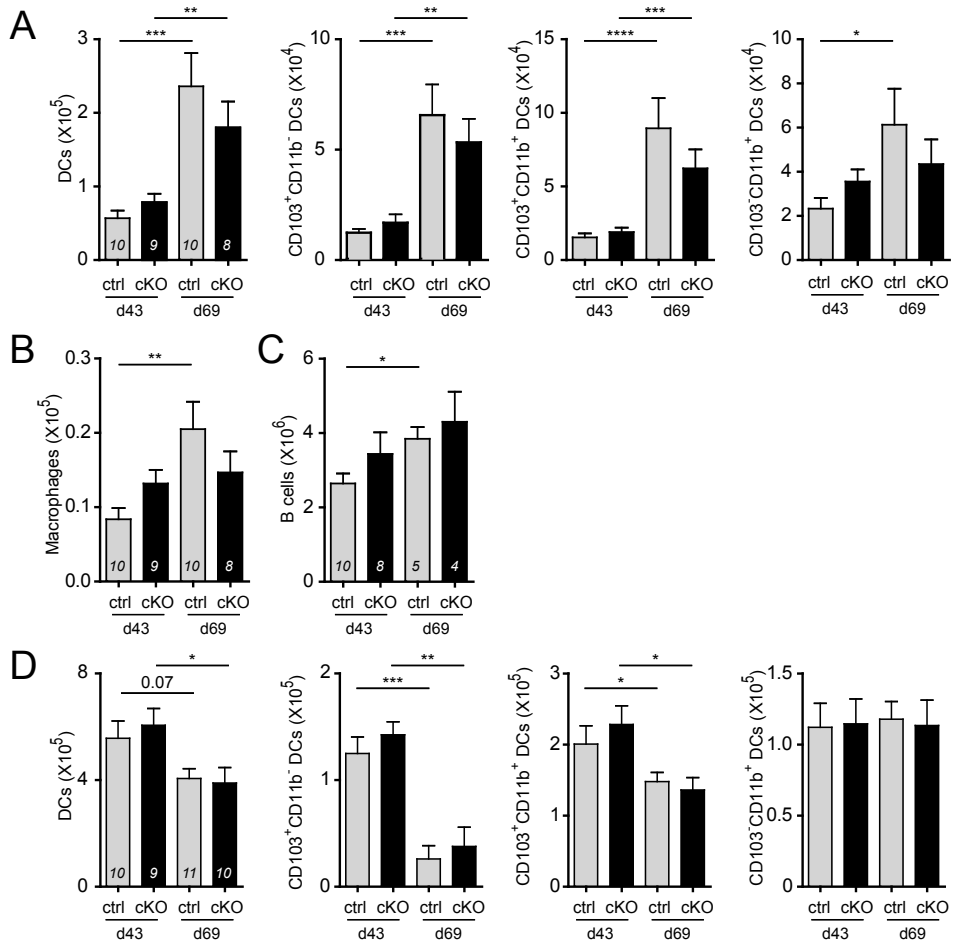 A
** ** ***
*** *** **** *
DCs (X10⁵)
3
2
1
0
10 9 10 8
ctrl cKO ctrl cKO
d43 d69
CD103⁺CD11b⁻ DCs (X10⁴)
10
5
0
ctrl cKO ctrl cKO
d43 d69
CD103⁺CD11b⁺ DCs (X10⁴)
15
10
5
0
ctrl cKO ctrl cKO
d43 d69
CD103⁻CD11b⁺ DCs (X10⁴)
10
8
6
4
2
0
ctrl cKO ctrl cKO
d43 d69
B
**
Macrophages (X10⁵)
0.3
0.2
0.1
0.0
10 9 10 8
ctrl cKO ctrl cKO
d43 d69
C
*
B cells (X10⁶)
6
4
2
0
10 8 5 4
ctrl cKO ctrl cKO
d43 d69
D
*
0.07
DCs (X10⁵)
8
4
0
10 9 11 10
ctrl cKO ctrl cKO
d43 d69
**
***
CD103⁺CD11b⁻ DCs (X10⁵)
2
1
0
ctrl cKO ctrl cKO
d43 d69
*
*
CD103⁺CD11b⁺ DCs (X10⁵)
3
2
1
0
ctrl cKO ctrl cKO
d43 d69
CD103⁻CD11b⁺ DCs (X10⁵)
1.5
1.0
0.5
0.0
ctrl cKO ctrl cKO
d43 d69